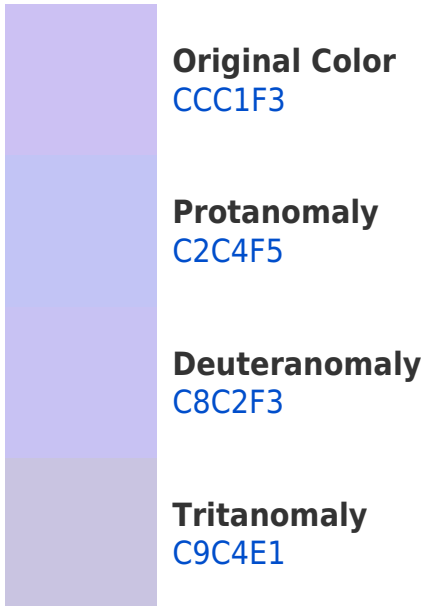 Original Color
CCC1F3
Protanomaly
C2C4F5
Deuteranomaly
C8C2F3
Tritanomaly
C9C4E1